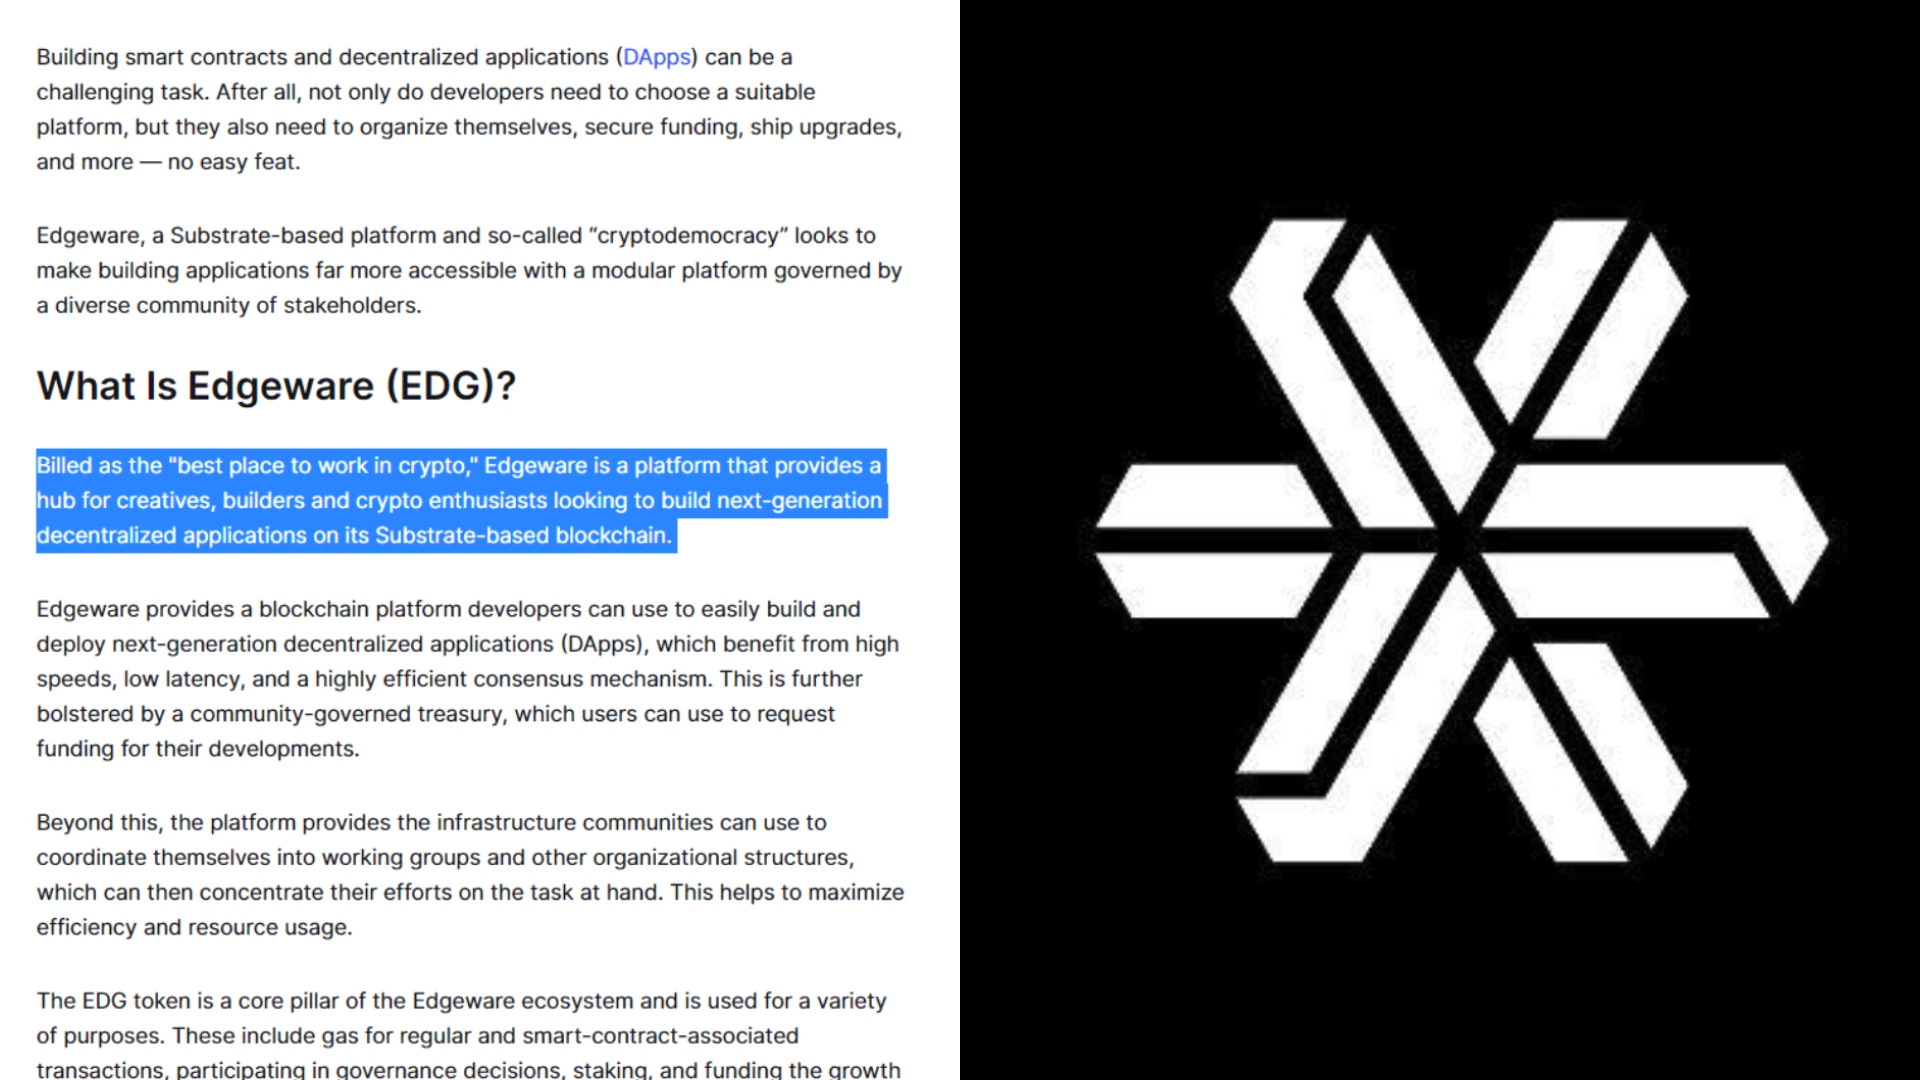 Building smart contracts and decentralized applications (DApps) can be a
challenging task. After all, not only do developers need to choose a suitable
platform, but they also need to organize themselves, secure funding, ship upgrades,
and more — no easy feat.
Edgeware, a Substrate-based platform and so-called “cryptodemocracy” looks to
make building applications far more accessible with a modular platform governed by
a diverse community of stakeholders.
What Is Edgeware (EDG)?
Billed as the "best place to work in crypto," Edgeware is a platform that provides a
hub for creatives, builders and crypto enthusiasts looking to build next-generation
decentralized applications on its Substrate-based blockchain.
Edgeware provides a blockchain platform developers can use to easily build and
deploy next-generation decentralized applications (DApps), which benefit from high
speeds, low latency, and a highly efficient consensus mechanism. This is further
bolstered by a community-governed treasury, which users can use to request
funding for their developments.
Beyond this, the platform provides the infrastructure communities can use to
coordinate themselves into working groups and other organizational structures,
which can then concentrate their efforts on the task at hand. This helps to maximize
efficiency and resource usage.
The EDG token is a core pillar of the Edgeware ecosystem and is used for a variety
of purposes. These include gas for regular and smart-contract-associated
transactions, participating in governance decisions, staking, and funding the growth